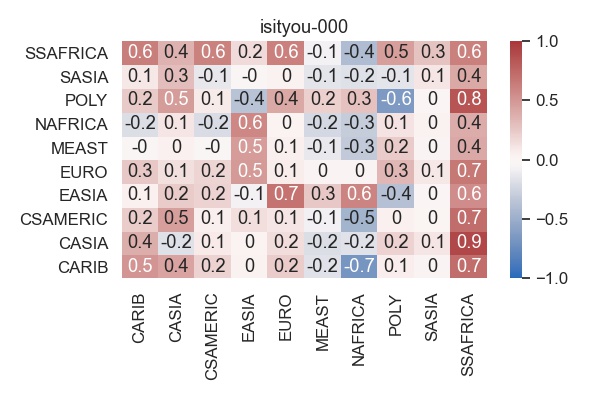 isityou-000
SSAFRICA 0.6 0.4 0.6 0.2 0.6 -0.1 -0.4 0.5 0.3 0.6 1.0
SASIA 0.1 0.3 -0.1 -0 0 -0.1 -0.2 -0.1 0.1 0.4
POLY 0.2 0.5 0.1 -0.4 0.4 0.2 0.3 -0.6 0 0.8 0.5
NAFRICA -0.2 0.1 -0.2 0.6 0 -0.2 -0.3 0.1 0 0.4
MEAST -0 0 -0 0.5 0.1 -0.1 -0.3 0.2 0 0.4
EURO 0.3 0.1 0.2 0.5 0.1 0 0 0.3 0.1 0.7 0.0
EASIA 0.1 0.2 0.2 -0.1 0.7 0.3 0.6 -0.4 0 0.6
CSAMERIC 0.2 0.5 0.1 0.1 0.1 -0.1 -0.5 0 0 0.7 −0.5
CASIA 0.4 -0.2 0.1 0 0.2 -0.2 -0.2 0.2 0.1 0.9
CARIB 0.5 0.4 0.2 0 0.2 -0.2 -0.7 0.1 0 0.7 −1.0
CARIB CASIA CSAMERIC EASIA EURO MEAST NAFRICA POLY SASIA SSAFRICA